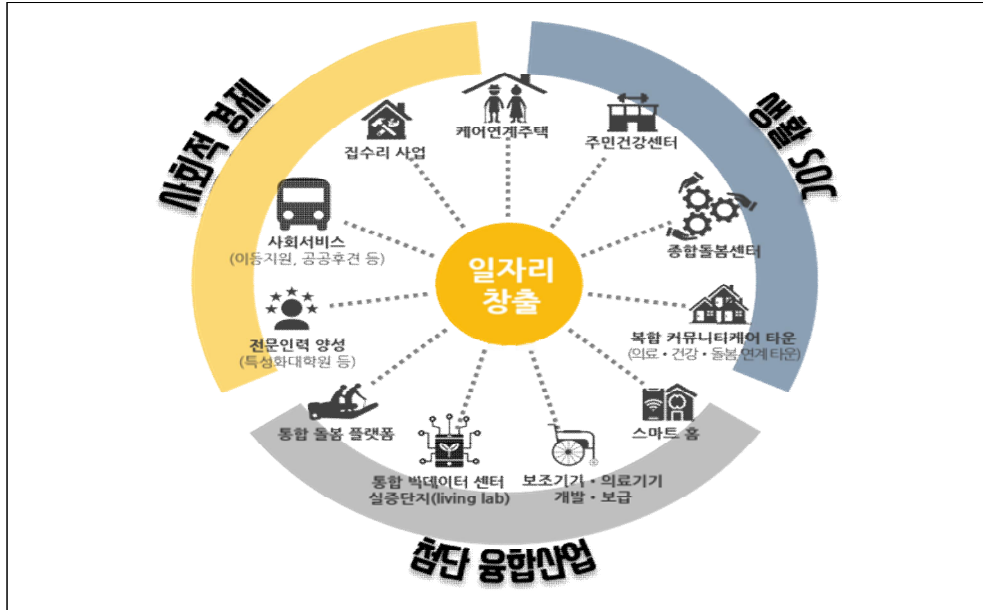 사회적 경제
생활 SOC
케어연계주택
집수리 사업
주민건강센터
사회서비스
(이동지원, 공공후견 등)
종합돌봄센터
일자리
창출
전문인력 양성
(특성화대학원 등)
복합 커뮤니티케어 타운
(의료·건강·돌봄 연계 타운)
통합 돌봄 플랫폼
스마트 홈
통합 빅데이터 센터
실증단지(living lab)
보조기기·의료기기
개발·보급
첨단 융합산업